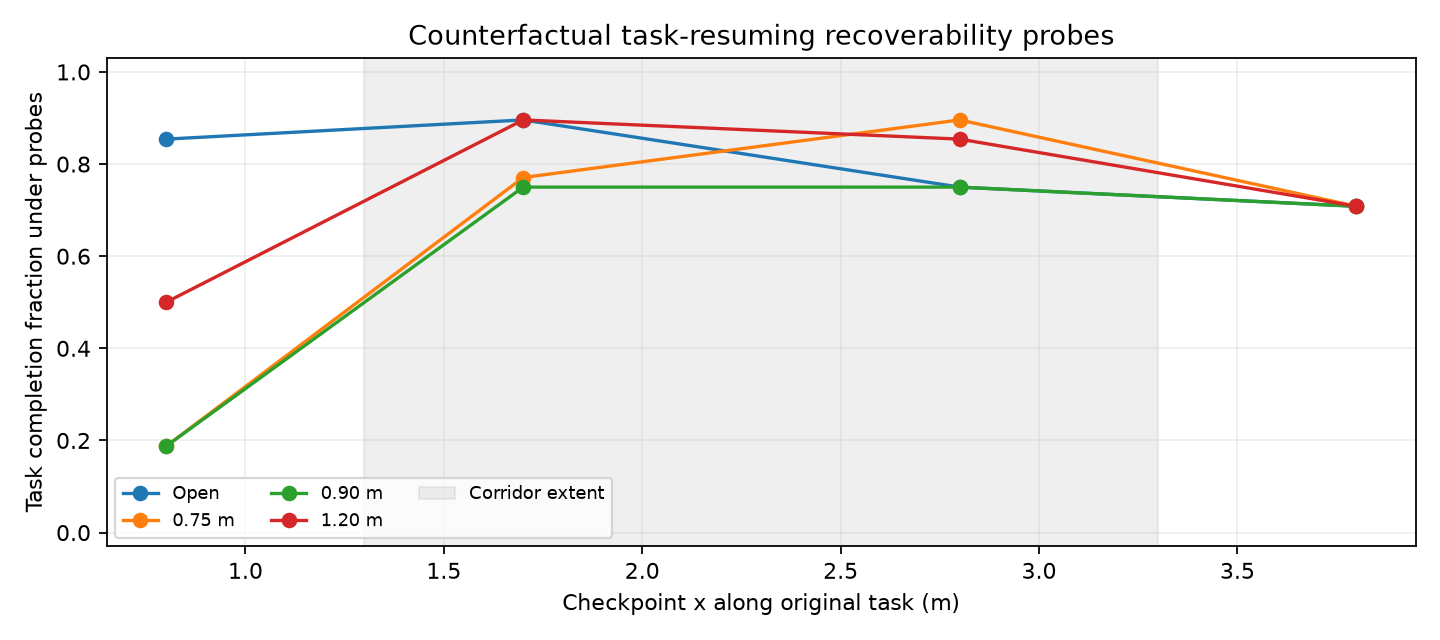 Counterfactual task-resuming recoverability probes
Task completion fraction under probes
1.0
0.8
0.6
0.4
0.2
0.0
Open
0.75 m
0.90 m
1.20 m
Corridor extent
1.0
1.5
2.0
2.5
3.0
3.5
Checkpoint x along original task (m)